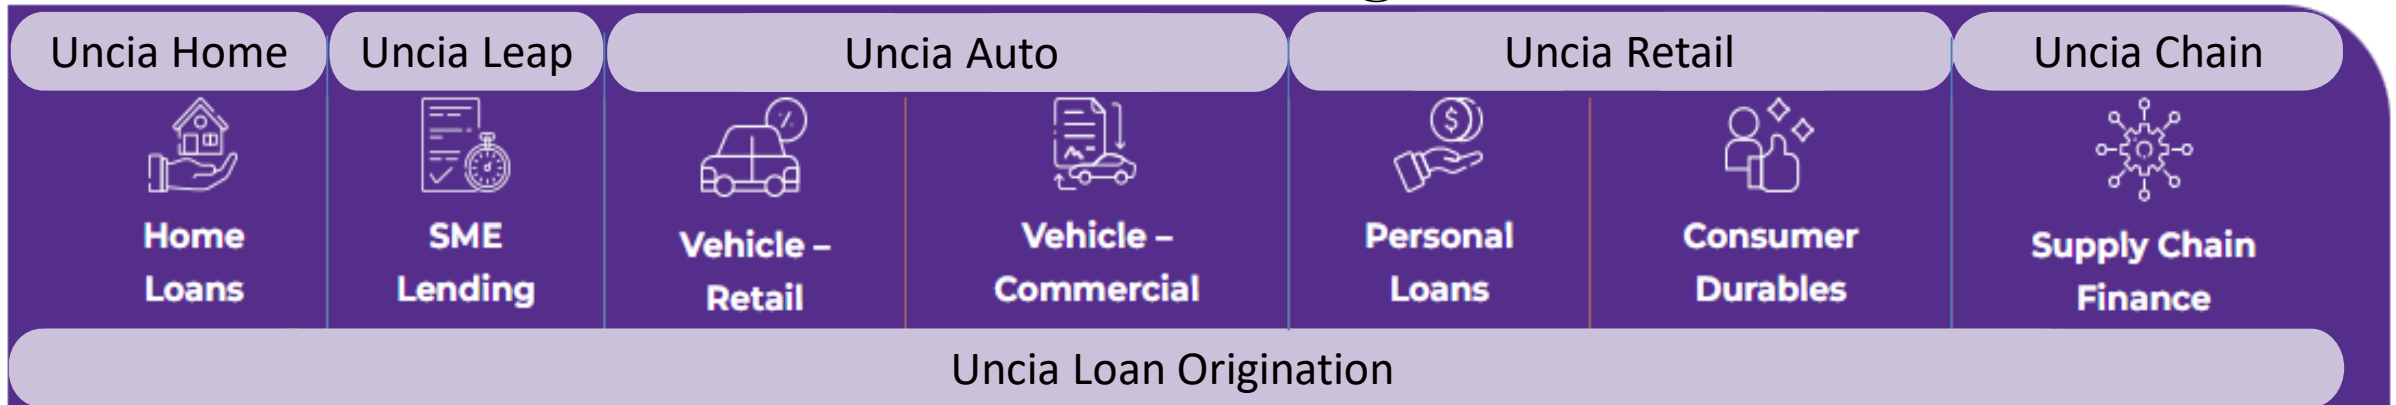 Uncia Home
Uncia Leap
Uncia Auto
Uncia Retail
Uncia Chain
Home
Loans
SME
Lending
Vehicle –
Retail
Vehicle –
Commercial
Personal
Loans
Consumer
Durables
Supply Chain
Finance
Uncia Loan Origination